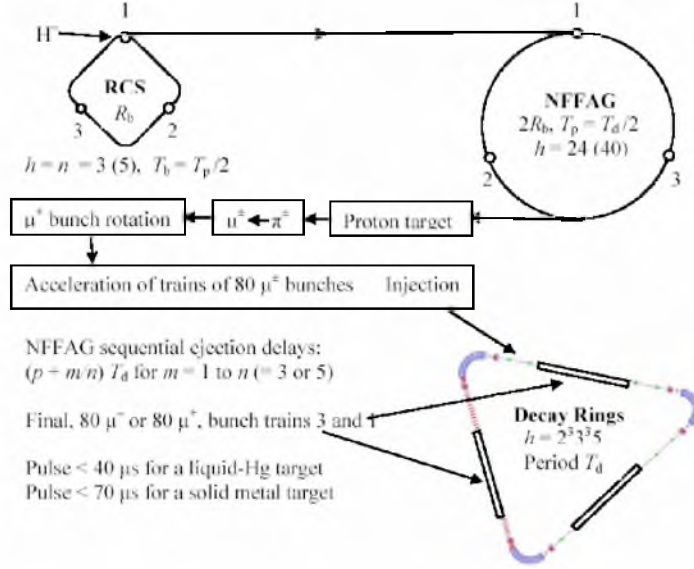 1
1
H⁻
RCS
R_b
3
2
NFFAG
2R_b, T_p = T_d/2
h = 24 (40)
2
3
h = n = 3 (5), T_b = T_p/2
μ± bunch rotation
μ± ← π±
Proton target
Acceleration of trains of 80 μ± bunches Injection
NFFAG sequential ejection delays:
(p + m/n) T_d for m = 1 to n (= 3 or 5)
Final, 80 μ⁻ or 80 μ⁺, bunch trains 3 and 1
Pulse < 40 μs for a liquid-Hg target
Pulse < 70 μs for a solid metal target
Decay Rings
h = 2³3³5
Period T_d